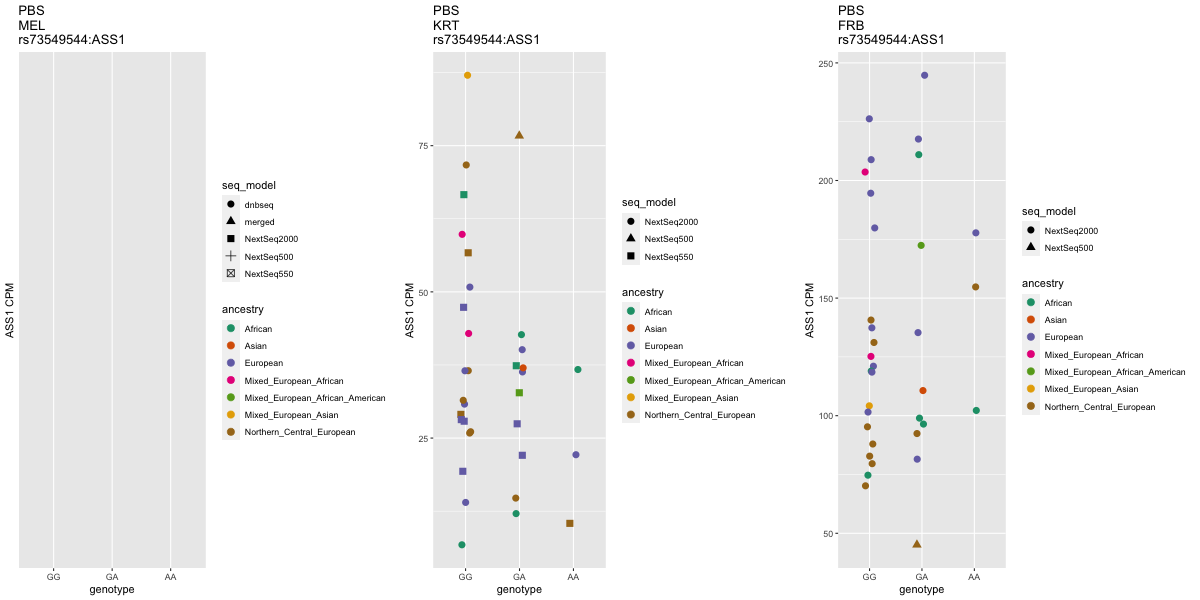 PBS
MEL
rs73549544:ASS1
ASS1 CPM
GG
GA
AA
genotype
seq_model
dnbseq
merged
NextSeq2000
NextSeq500
NextSeq550
ancestry
African
Asian
European
Mixed_European_African
Mixed_European_African_American
Mixed_European_Asian
Northern_Central_European
PBS
KRT
rs73549544:ASS1
ASS1 CPM
75
50
25
GG
GA
AA
genotype
seq_model
NextSeq2000
NextSeq500
NextSeq550
ancestry
African
Asian
European
Mixed_European_African
Mixed_European_African_American
Mixed_European_Asian
Northern_Central_European
PBS
FRB
rs73549544:ASS1
ASS1 CPM
250
200
150
100
50
GG
GA
AA
genotype
seq_model
NextSeq2000
NextSeq500
ancestry
African
Asian
European
Mixed_European_African
Mixed_European_African_American
Mixed_European_Asian
Northern_Central_European